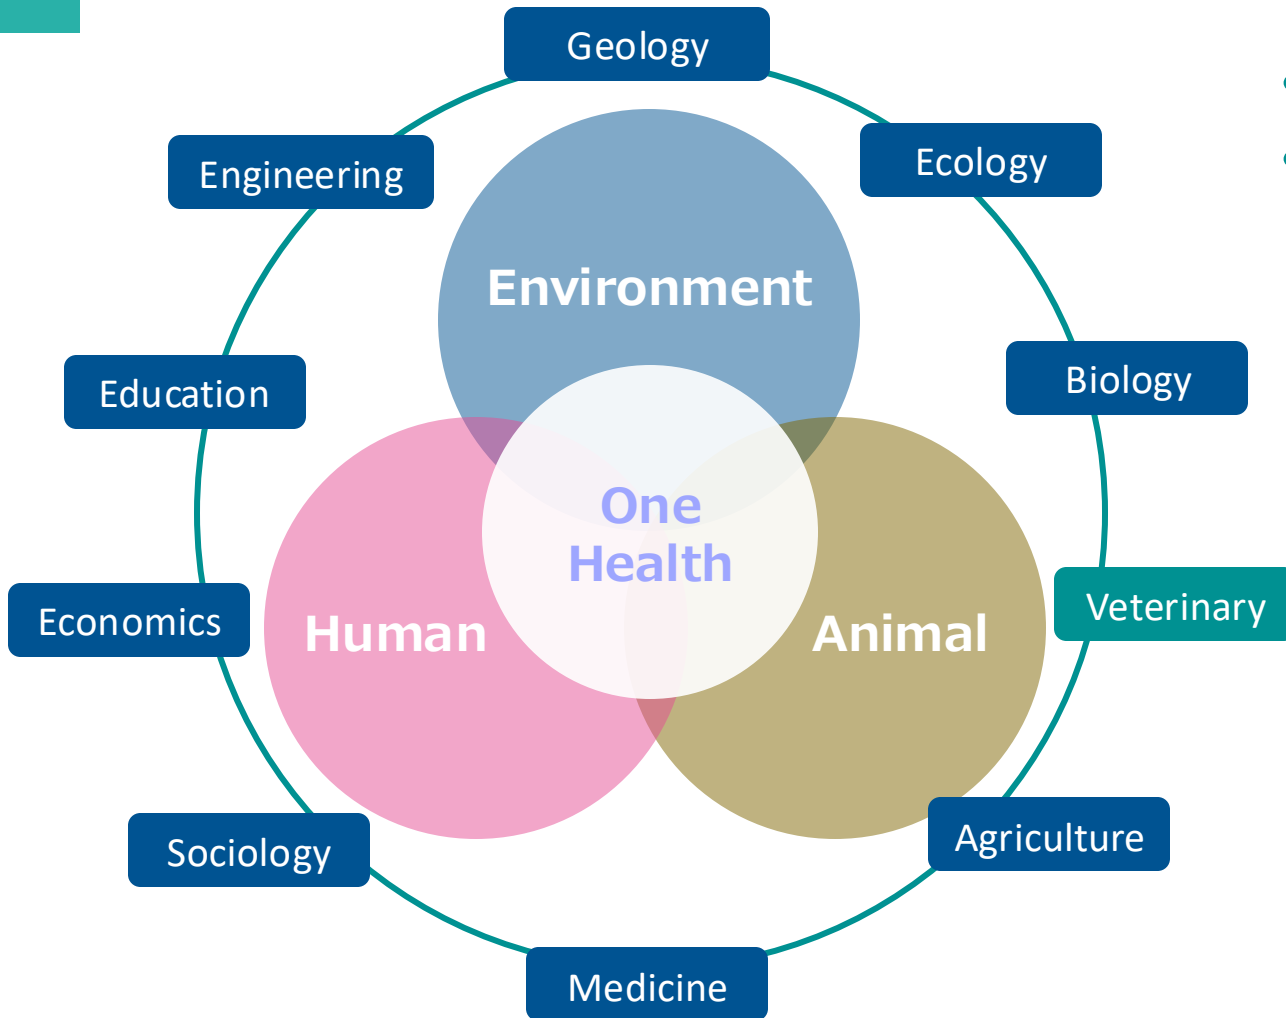 Geology
Engineering
Ecology
Environment
Education
Biology
One
Health
Economics
Human
Animal
Veterinary
Sociology
Agriculture
Medicine